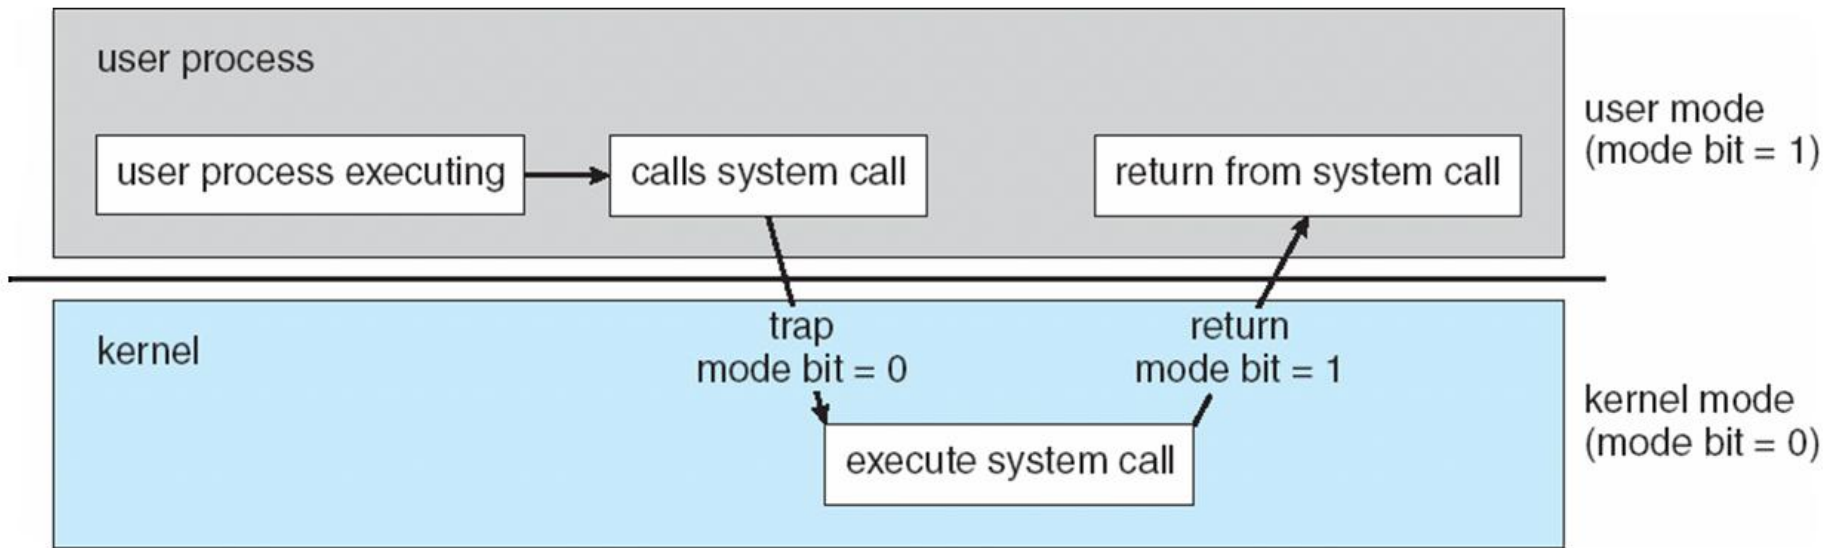 user process
user process executing
calls system call
return from system call
user mode
(mode bit = 1)
kernel
trap
mode bit = 0
return
mode bit = 1
execute system call
kernel mode
(mode bit = 0)